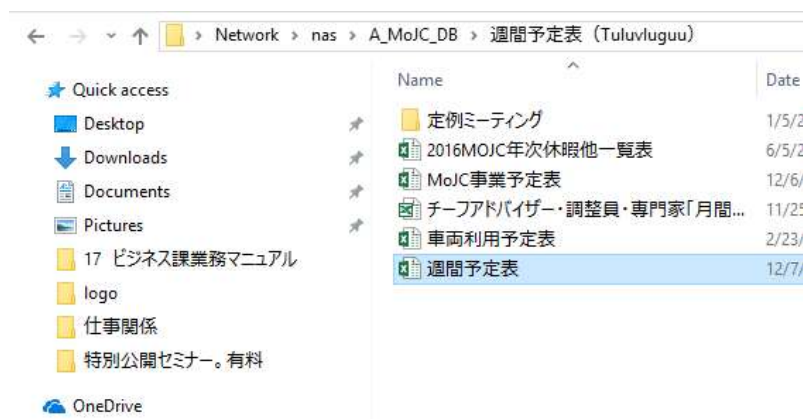 Network > nas > A_MoJC_DB > 週間予定表（Tuluvluguu）
Quick access
Desktop
Downloads
Documents
Pictures
17 ビジネス課業務マニュアル
logo
仕事関係
特別公開セミナー。有料
OneDrive
Name Date
定例ミーティング 1/5/2
2016MOJC年次休暇他一覧表 6/5/2
MoJC事業予定表 12/6/
チーフアドバイザー・調整員・専門家「月間... 11/25
車両利用予定表 2/23/
週間予定表 12/7/